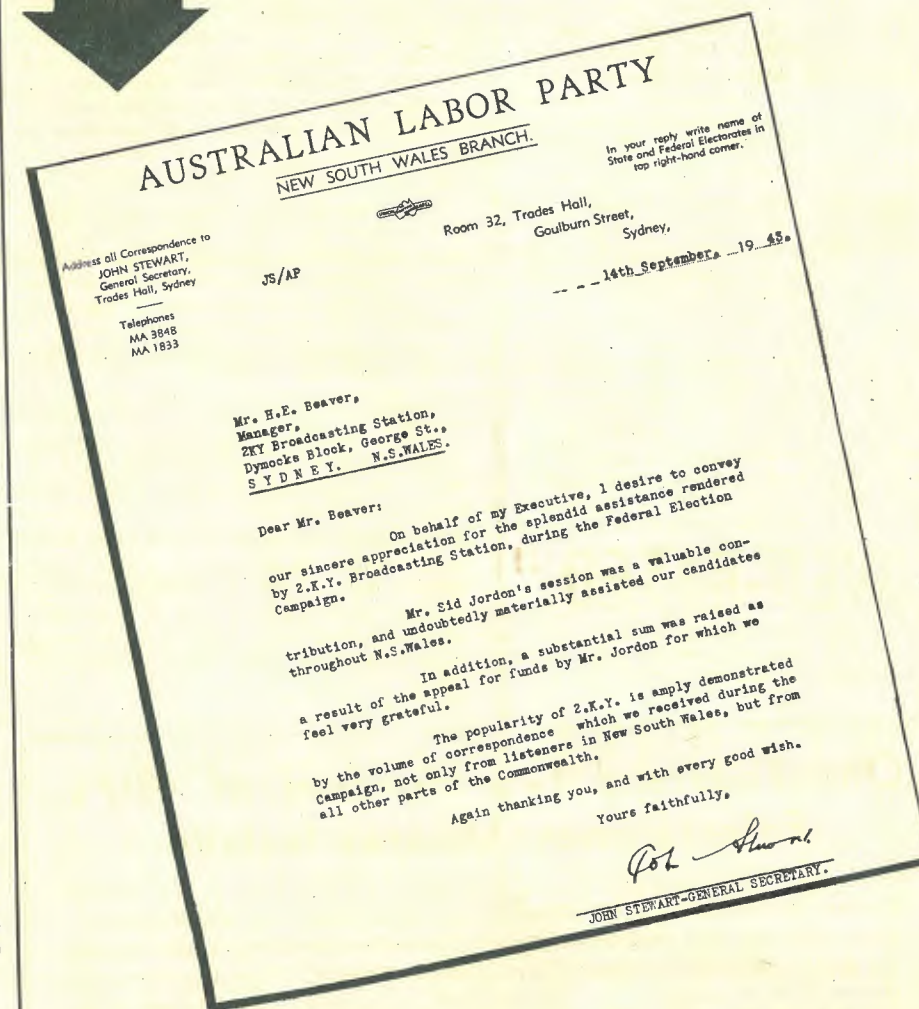 AUSTRALIAN LABOR PARTY
NEW SOUTH WALES BRANCH.
In your reply write name of
State and Federal Electorates in
top right-hand corner.
Address all Correspondence to
JOHN STEWART,
General Secretary,
Trades Hall, Sydney
Telephones
MA 3848
MA 1833
JS/AP
Room 32, Trades Hall,
Goulburn Street,
Sydney,
14th September, 19 43.
Mr. H.E. Beaver,
Manager,
2KY Broadcasting Station,
Dymocks Block, George St.,
S Y D N E Y. N.S.WALES.
Dear Mr. Beaver:
On behalf of my Executive, I desire to convey
our sincere appreciation for the splendid assistance rendered
by 2.K.Y. Broadcasting Station, during the Federal Election
Campaign.
Mr. Sid Jordon's session was a valuable con-
tribution, and undoubtedly materially assisted our candidates
throughout N.S.Wales.
In addition, a substantial sum was raised as
a result of the appeal for funds by Mr. Jordon for which we
feel very grateful.
The popularity of 2.K.Y. is amply demonstrated
by the volume of correspondence which we received during the
Campaign, not only from listeners in New South Wales, but from
all other parts of the Commonwealth.
Again thanking you, and with every good wish.
Yours faithfully,
JOHN STEWART-GENERAL SECRETARY.